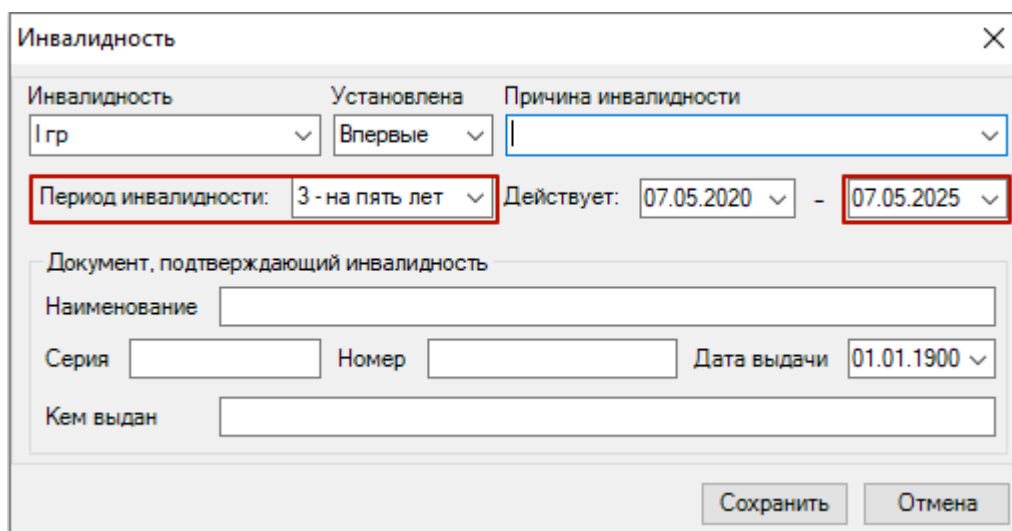 Инвалидность
Инвалидность Установлена Причина инвалидности
I гр Впервые
Период инвалидности: 3 - на пять лет Действует: 07.05.2020 - 07.05.2025
Документ, подтверждающий инвалидность
Наименование
Серия Номер Дата выдачи 01.01.1900
Кем выдан
Сохранить Отмена